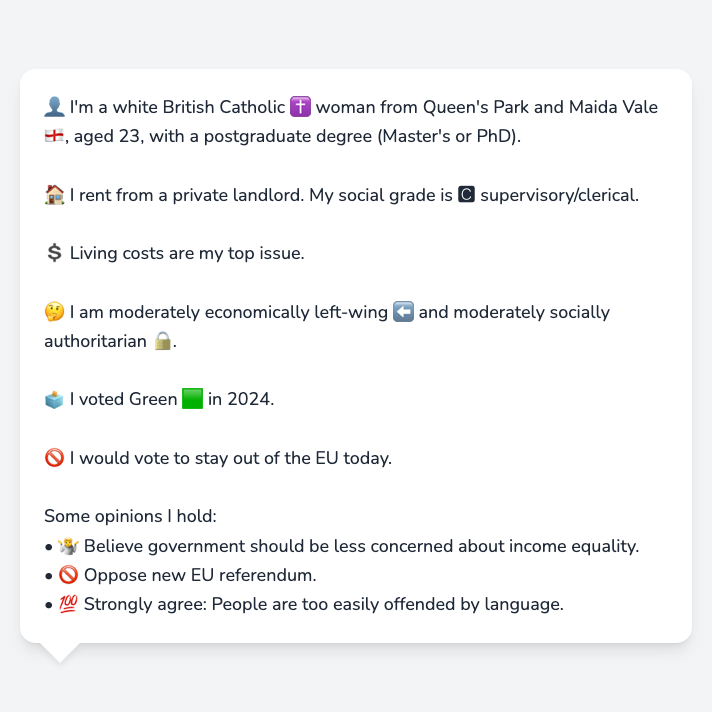 👤 I'm a white British Catholic ✝️ woman from Queen's Park and Maida Vale
🏴󠁧󠁢󠁥󠁮󠁧󠁿, aged 23, with a postgraduate degree (Master's or PhD).
🏠 I rent from a private landlord. My social grade is 🅲 supervisory/clerical.
💲 Living costs are my top issue.
🤔 I am moderately economically left-wing ⬅️ and moderately socially
authoritarian 🔒.
🗳️ I voted Green 🟩 in 2024.
🚫 I would vote to stay out of the EU today.
Some opinions I hold:
• 🤷 Believe government should be less concerned about income equality.
• 🚫 Oppose new EU referendum.
• 💯 Strongly agree: People are too easily offended by language.